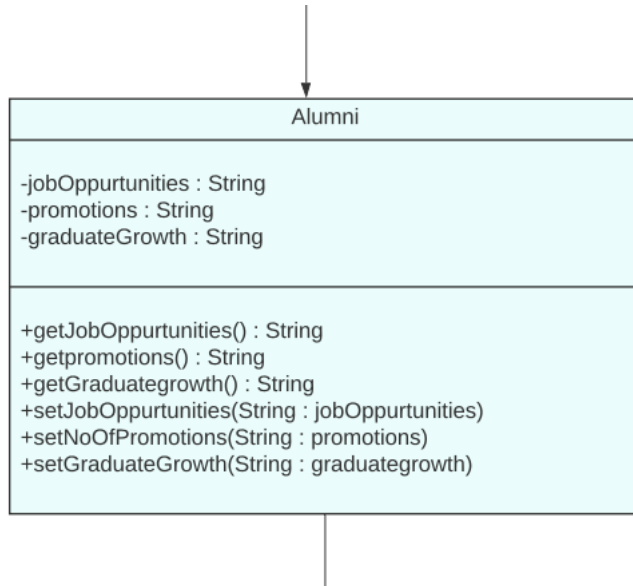 Alumni
-jobOppurtunities : String
-promotions : String
-graduateGrowth : String
+getJobOppurtunities() : String
+getpromotions() : String
+getGraduategrowth() : String
+setJobOppurtunities(String : jobOppurtunities)
+setNoOfPromotions(String : promotions)
+setGraduateGrowth(String : graduategrowth)